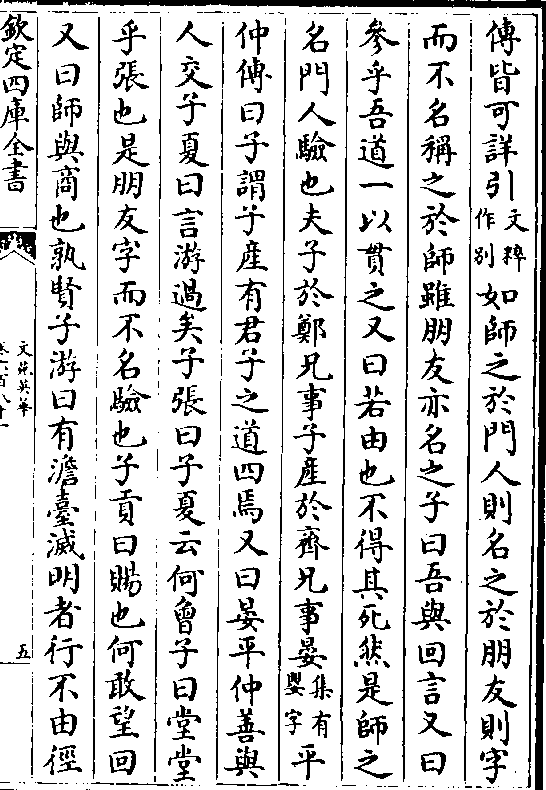 傳皆可詳引文粹作别如師之於門人則名之於朋友則字
而不名稱之於師雖朋友亦名之子曰吾與回言又曰
參乎吾道一以貫之又曰若由也不得其死然是師之
名門人驗也夫子於鄭兄事子產於齊兄事晏集有嬰字平
仲傳曰子謂子產有君子之道四焉又曰晏平仲善與
人交子夏曰言游過矣子張曰子夏云何曾子曰堂堂
乎張也是朋友字而不名驗也子貢曰賜也何敢望回
又曰師與商也孰賢子游曰有澹臺滅明者行不由徑
欽定四庫全書
文苑英華
五